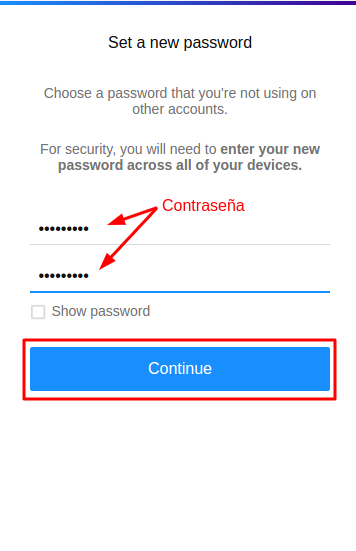 Set a new password
Choose a password that you're not using on
other accounts.
For security, you will need to enter your new
password across all of your devices.
Contraseña
•••••••••
•••••••••
Show password
Continue